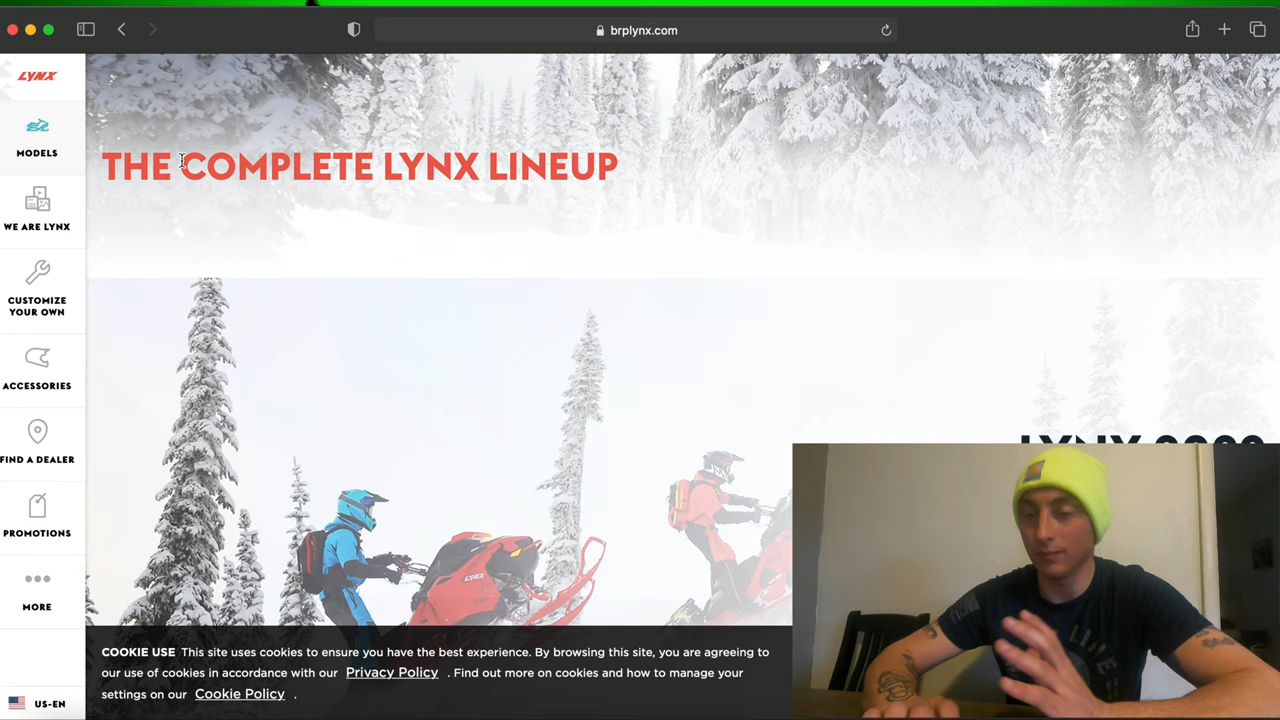 brplynx.com
LYNX
MODELS
WE ARE LYNX
CUSTOMIZE
YOUR OWN
ACCESSORIES
FIND A DEALER
PROMOTIONS
MORE
US-EN
THE COMPLETE LYNX LINEUP
LYNX
COOKIE USE This site uses cookies to ensure you have the best experience. By browsing this site, you are agreeing to
our use of cookies in accordance with our Privacy Policy . Find out more on cookies and how to manage your
settings on our Cookie Policy .
LINE